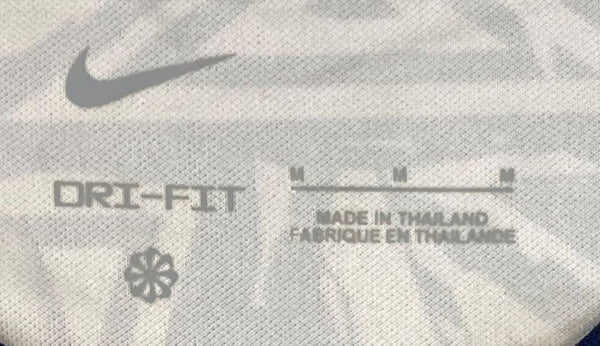 DRI-FIT
M M M
MADE IN THAILAND
FABRIQUE EN THAILANDE